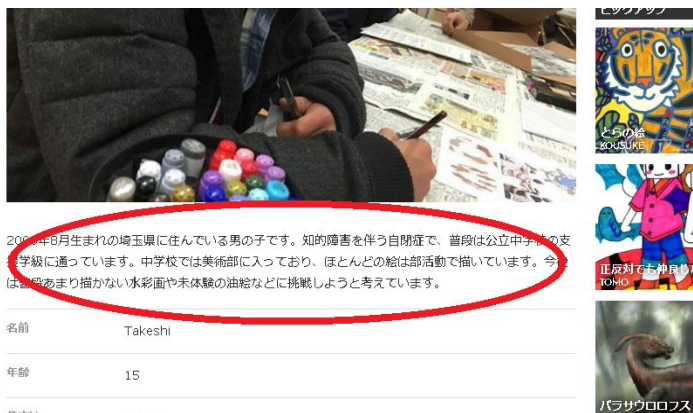 ピックアップ
とらの絵
KOUSUKE
2000年8月生まれの埼玉県に住んでいる男の子です。知的障害を伴う自閉症で、普段は公立中学校の支
援学級に通っています。中学校では美術部に入っており、ほとんどの絵は部活動で描いています。今後
は普段あまり描かない水彩画や未体験の油絵などに挑戦しようと考えています。
正反対でも仲良し
TOMO
名前
Takeshi
年齢
15
パラサウロロフス